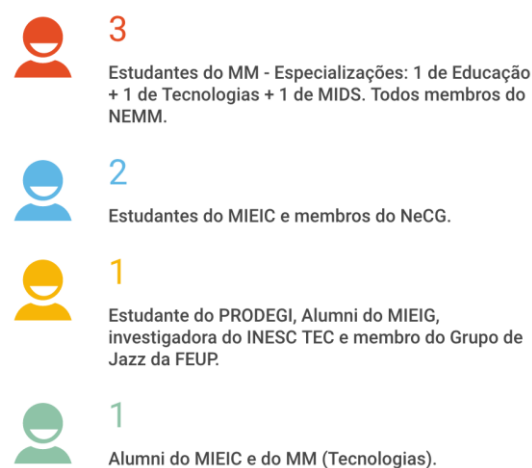 3
Estudantes do MM - Especializações: 1 de Educação
+ 1 de Tecnologias + 1 de MIDS. Todos membros do
NEMM.
2
Estudantes do MIEIC e membros do NeCG.
1
Estudante do PRODEGI, Alumni do MIEIG,
investigadora do INESC TEC e membro do Grupo de
Jazz da FEUP.
1
Alumni do MIEIC e do MM (Tecnologias).